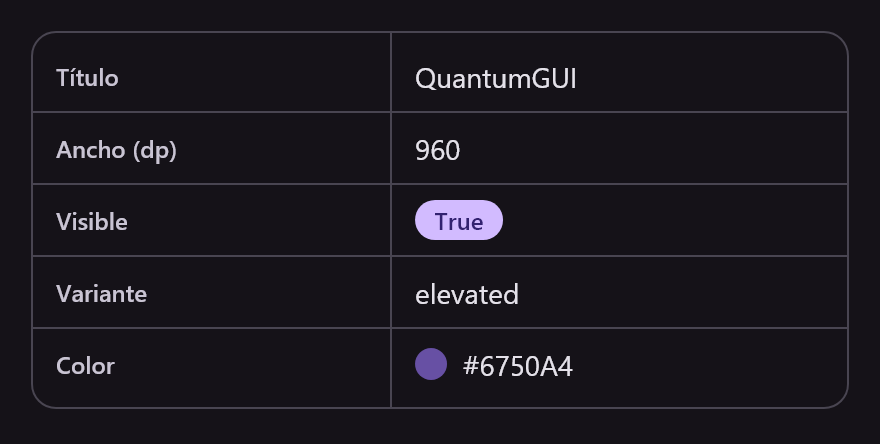 Título QuantumGUI
Ancho (dp) 960
Visible True
Variante elevated
Color #6750A4